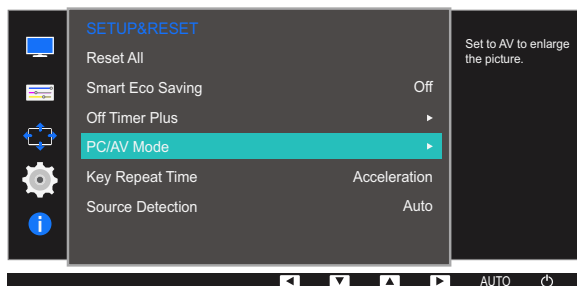 SETUP&RESET
Set to AV to enlarge
the picture.
Reset All
Smart Eco Saving Off
Off Timer Plus
PC/AV Mode
Key Repeat Time Acceleration
Source Detection Auto
i
AUTO